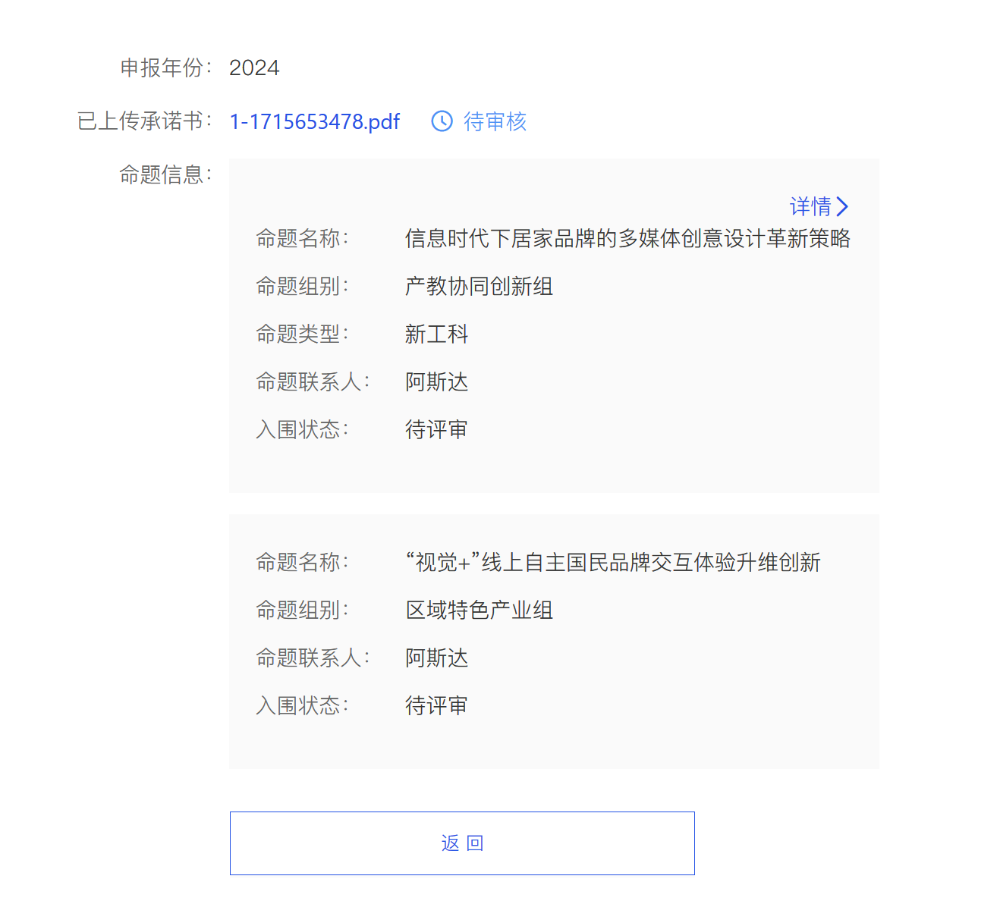 申报年份： 2024
已上传承诺书： 1-1715653478.pdf 待审核
命题信息：
详情
命题名称： 信息时代下居家品牌的多媒体创意设计革新策略
命题组别： 产教协同创新组
命题类型： 新工科
命题联系人： 阿斯达
入围状态： 待评审
命题名称： “视觉+”线上自主国民品牌交互体验升维创新
命题组别： 区域特色产业组
命题联系人： 阿斯达
入围状态： 待评审
返 回